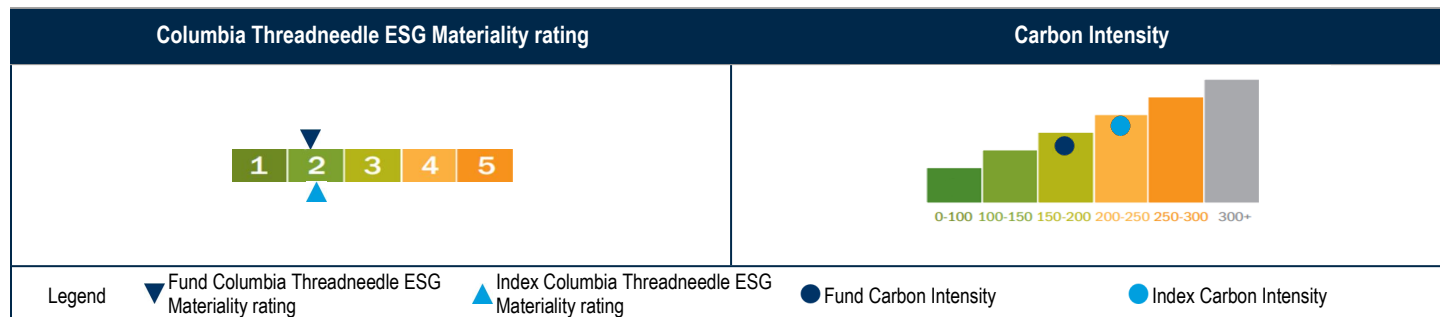 Columbia Threadneedle ESG Materiality rating
Carbon Intensity
1 2 3 4 5
0-100 100-150 150-200 200-250 250-300 300+
Legend
Fund Columbia Threadneedle ESG
Materiality rating
Index Columbia Threadneedle ESG
Materiality rating
Fund Carbon Intensity
Index Carbon Intensity